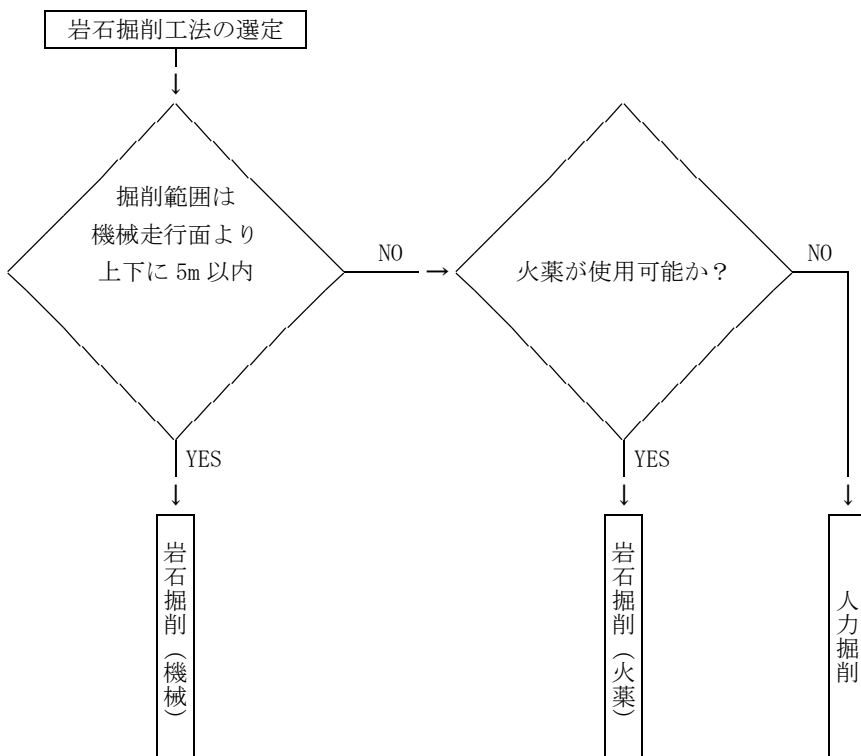 岩石掘削工法の選定
↓
掘削範囲は
機械走行面より
上下に 5m 以内
NO
→
火薬が使用可能か？
NO
YES
↓
YES
↓
↓
岩石掘削（機械）
岩石掘削（火薬）
人力掘削